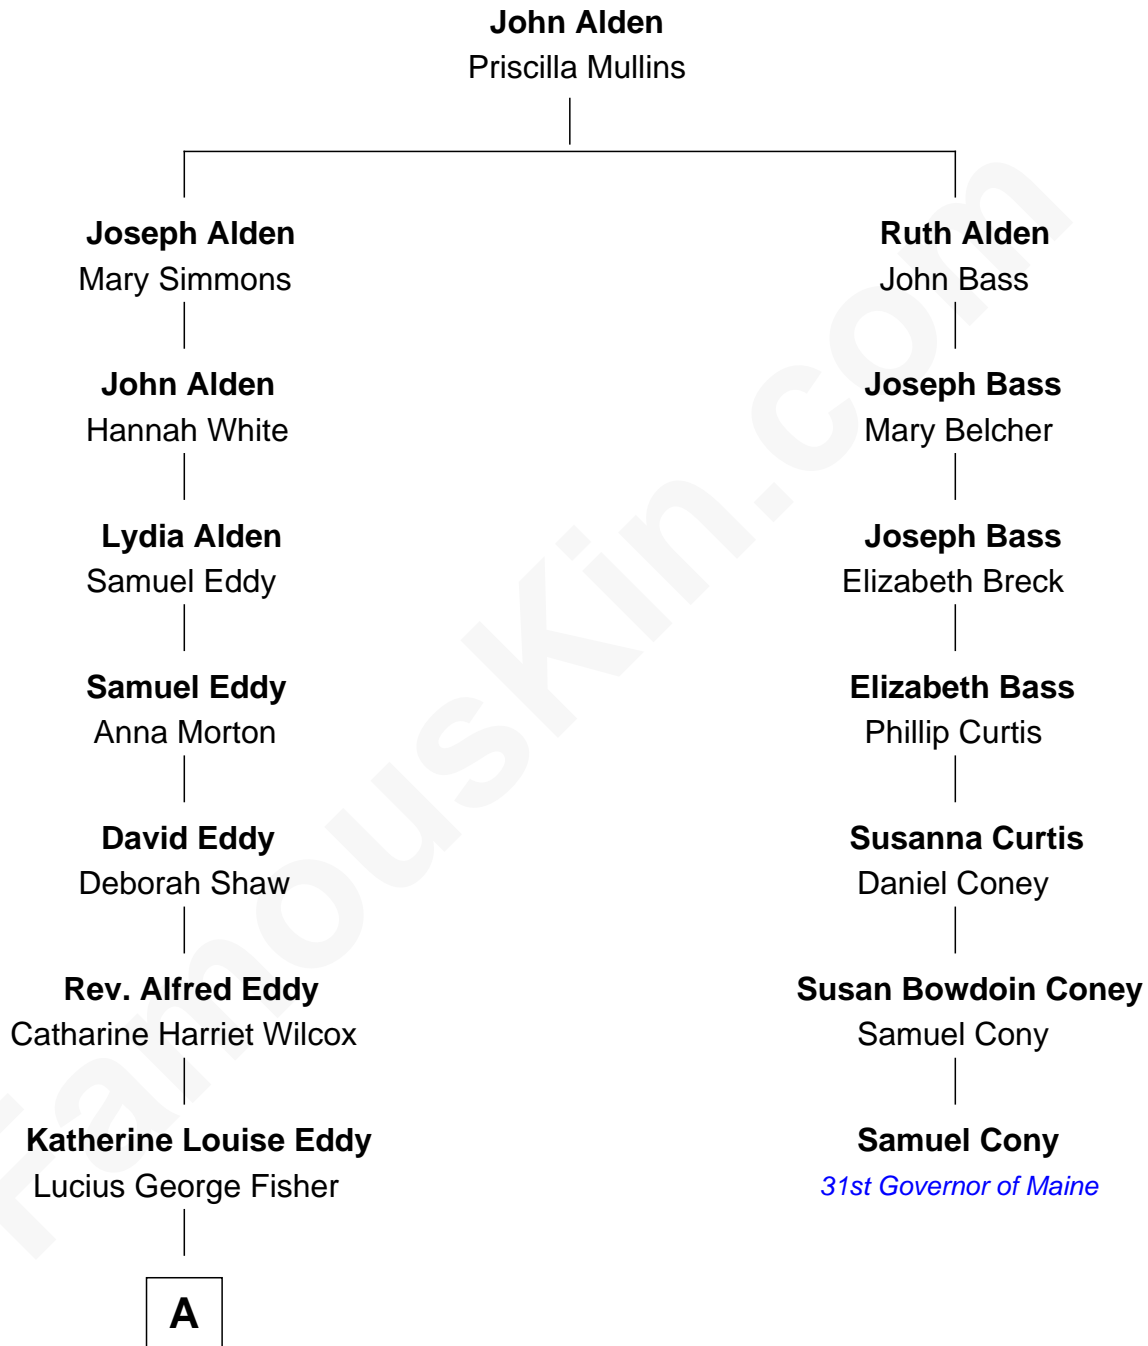 John Alden
Priscilla Mullins
Joseph Alden
Mary Simmons
John Alden
Hannah White
Lydia Alden
Samuel Eddy
Samuel Eddy
Anna Morton
David Eddy
Deborah Shaw
Rev. Alfred Eddy
Catharine Harriet Wilcox
Katherine Louise Eddy
Lucius George Fisher
A
Ruth Alden
John Bass
Joseph Bass
Mary Belcher
Joseph Bass
Elizabeth Breck
Elizabeth Bass
Phillip Curtis
Susanna Curtis
Daniel Coney
Susan Bowdoin Coney
Samuel Cony
Samuel Cony
31st Governor of Maine
FamousKin.com